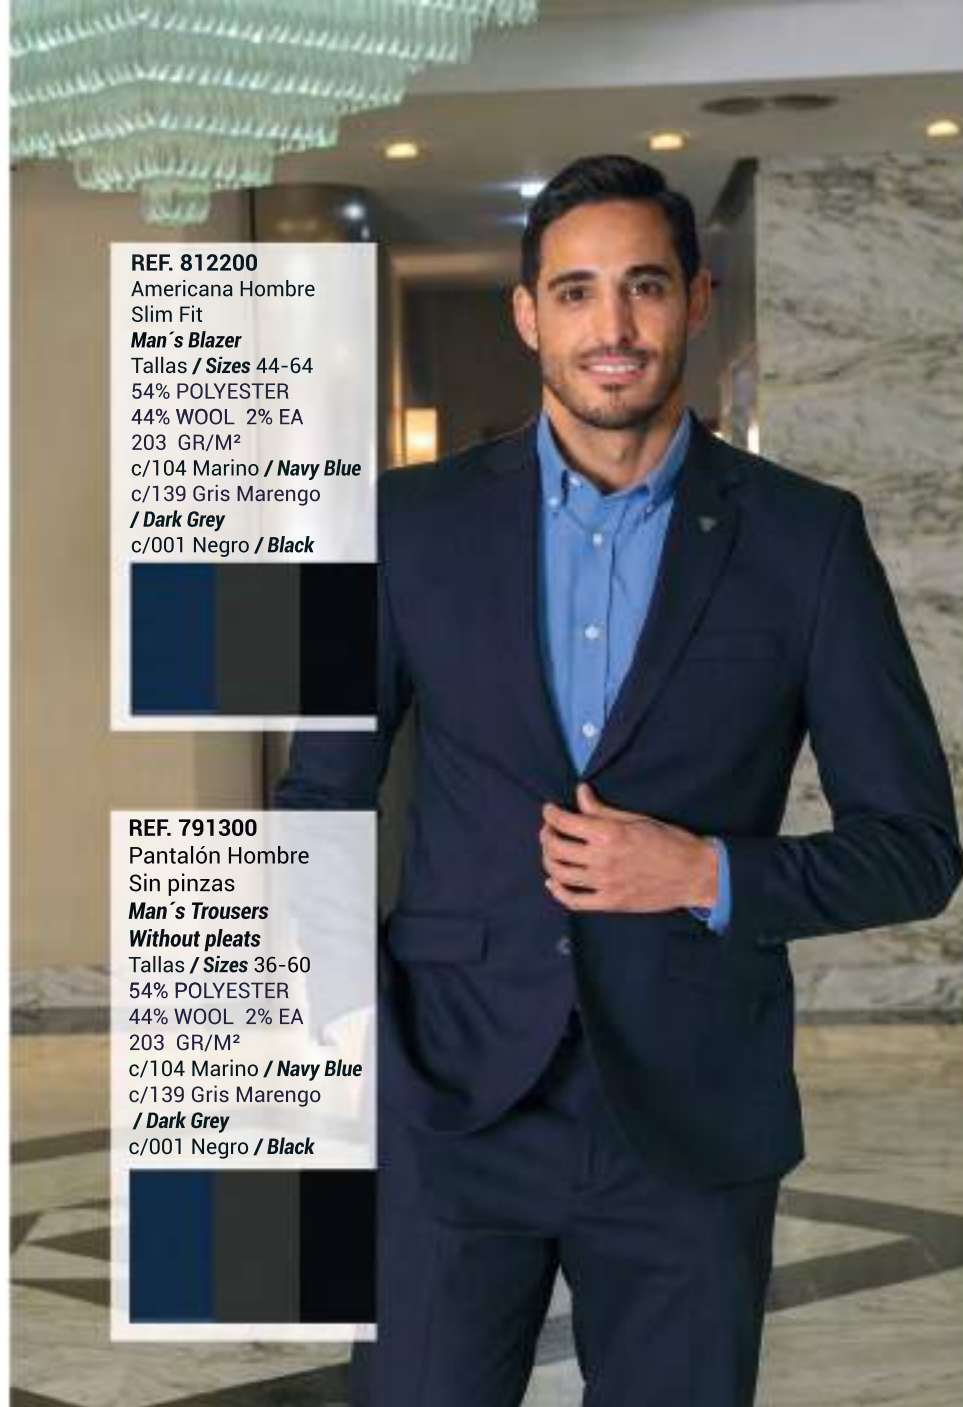 REF. 812200
Americana Hombre
Slim Fit
Man´s Blazer
Tallas / Sizes 44-64
54% POLYESTER
44% WOOL  2% EA
203  GR/M²
c/104 Marino / Navy Blue
c/139 Gris Marengo
/ Dark Grey
c/001 Negro / Black
REF. 791300
Pantalón Hombre
Sin pinzas
Man´s Trousers
Without pleats
Tallas / Sizes 36-60
54% POLYESTER
44% WOOL  2% EA
203  GR/M²
c/104 Marino / Navy Blue
c/139 Gris Marengo
/ Dark Grey
c/001 Negro / Black